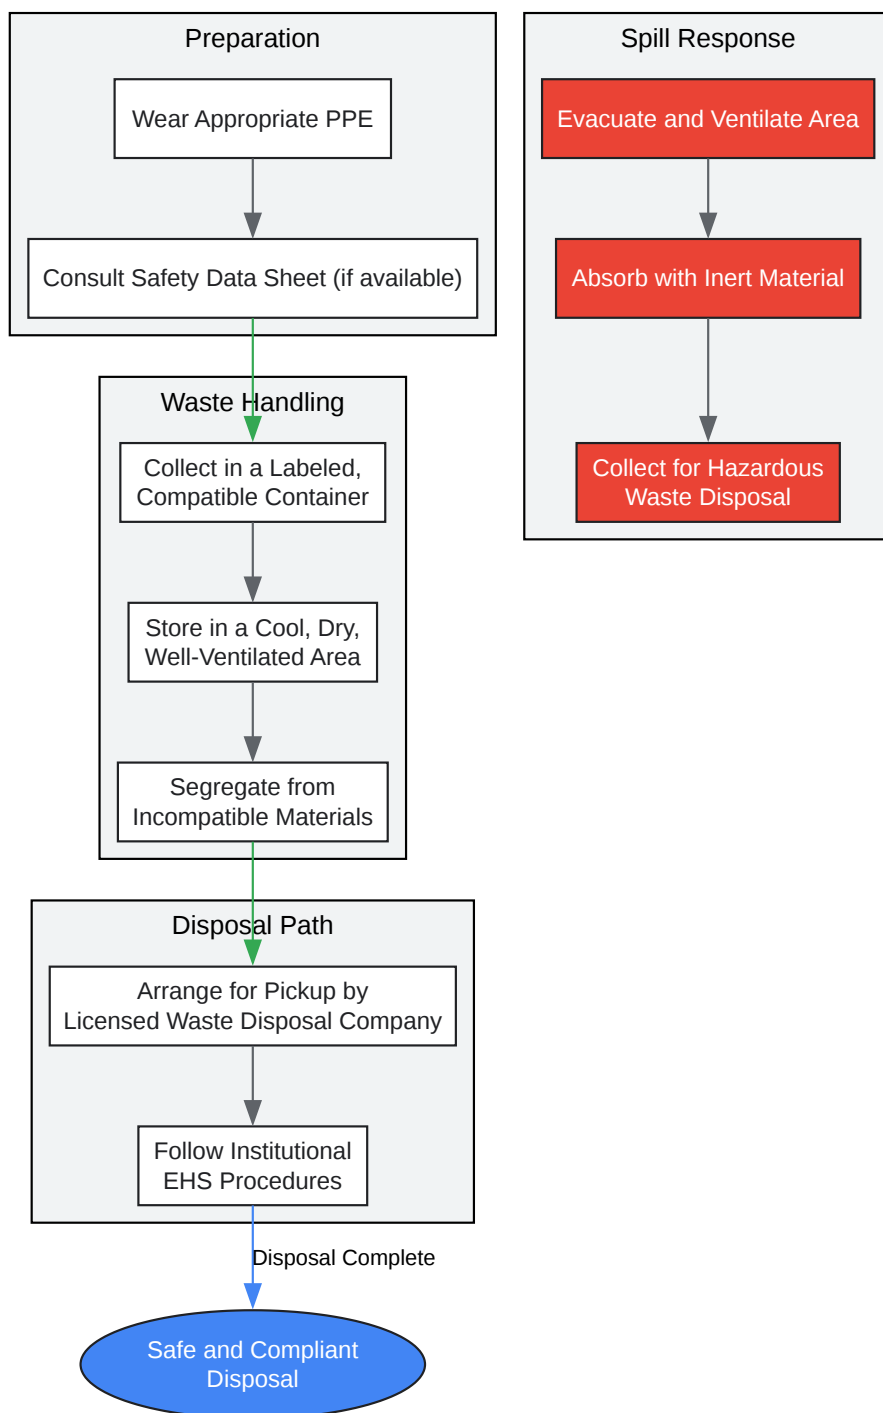 Preparation
Wear Appropriate PPE
Consult Safety Data Sheet (if available)
Waste Handling
Collect in a Labeled,
Compatible Container
Store in a Cool, Dry,
Well-Ventilated Area
Segregate from
Incompatible Materials
Disposal Path
Arrange for Pickup by
Licensed Waste Disposal Company
Follow Institutional
EHS Procedures
Disposal Complete
Safe and Compliant
Disposal
Spill Response
Evacuate and Ventilate Area
Absorb with Inert Material
Collect for Hazardous
Waste Disposal